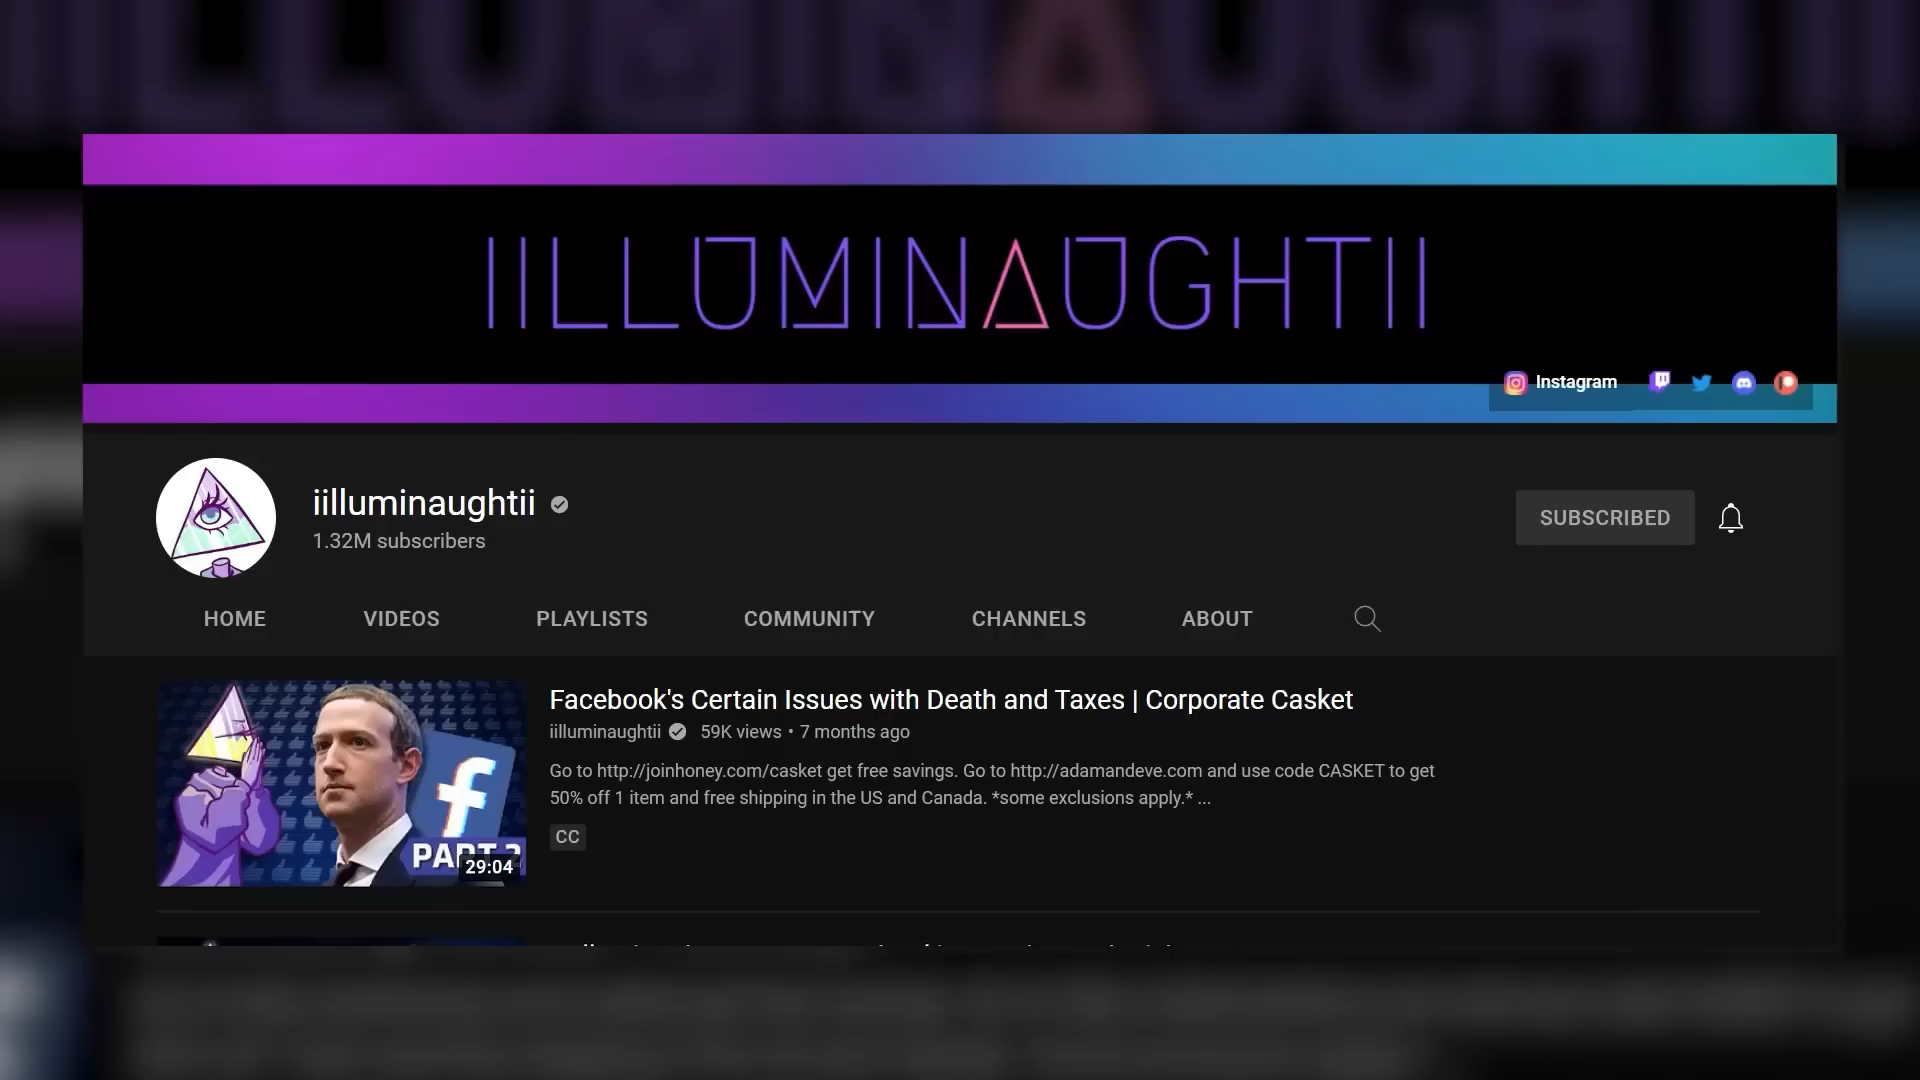 IILLUMINAUGHTII
Instagram
iilluminaughtii
1.32M subscribers
SUBSCRIBED
HOME VIDEOS PLAYLISTS COMMUNITY CHANNELS ABOUT
Facebook's Certain Issues with Death and Taxes | Corporate Casket
iilluminaughtii 59K views • 7 months ago
Go to http://joinhoney.com/casket get free savings. Go to http://adamandeve.com and use code CASKET to get
50% off 1 item and free shipping in the US and Canada. *some exclusions apply.* ...
CC
f
PART 2
29:04